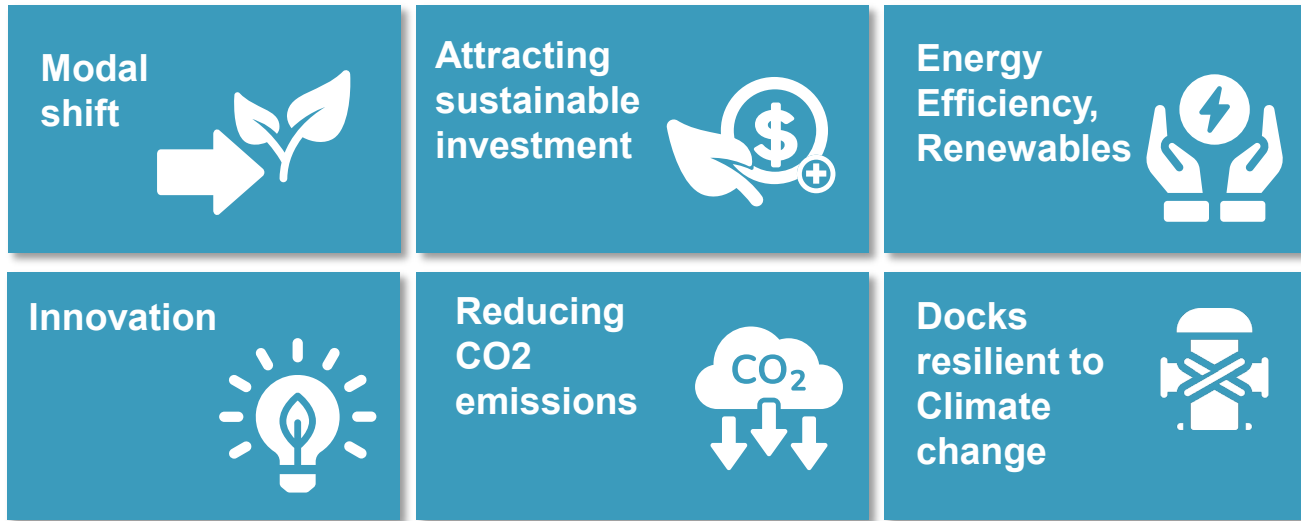 Modal
shift
Attracting
sustainable
investment
$
Energy
Efficiency,
Renewables
Innovation
Reducing
CO2
emissions
CO₂
Docks
resilient to
Climate
change